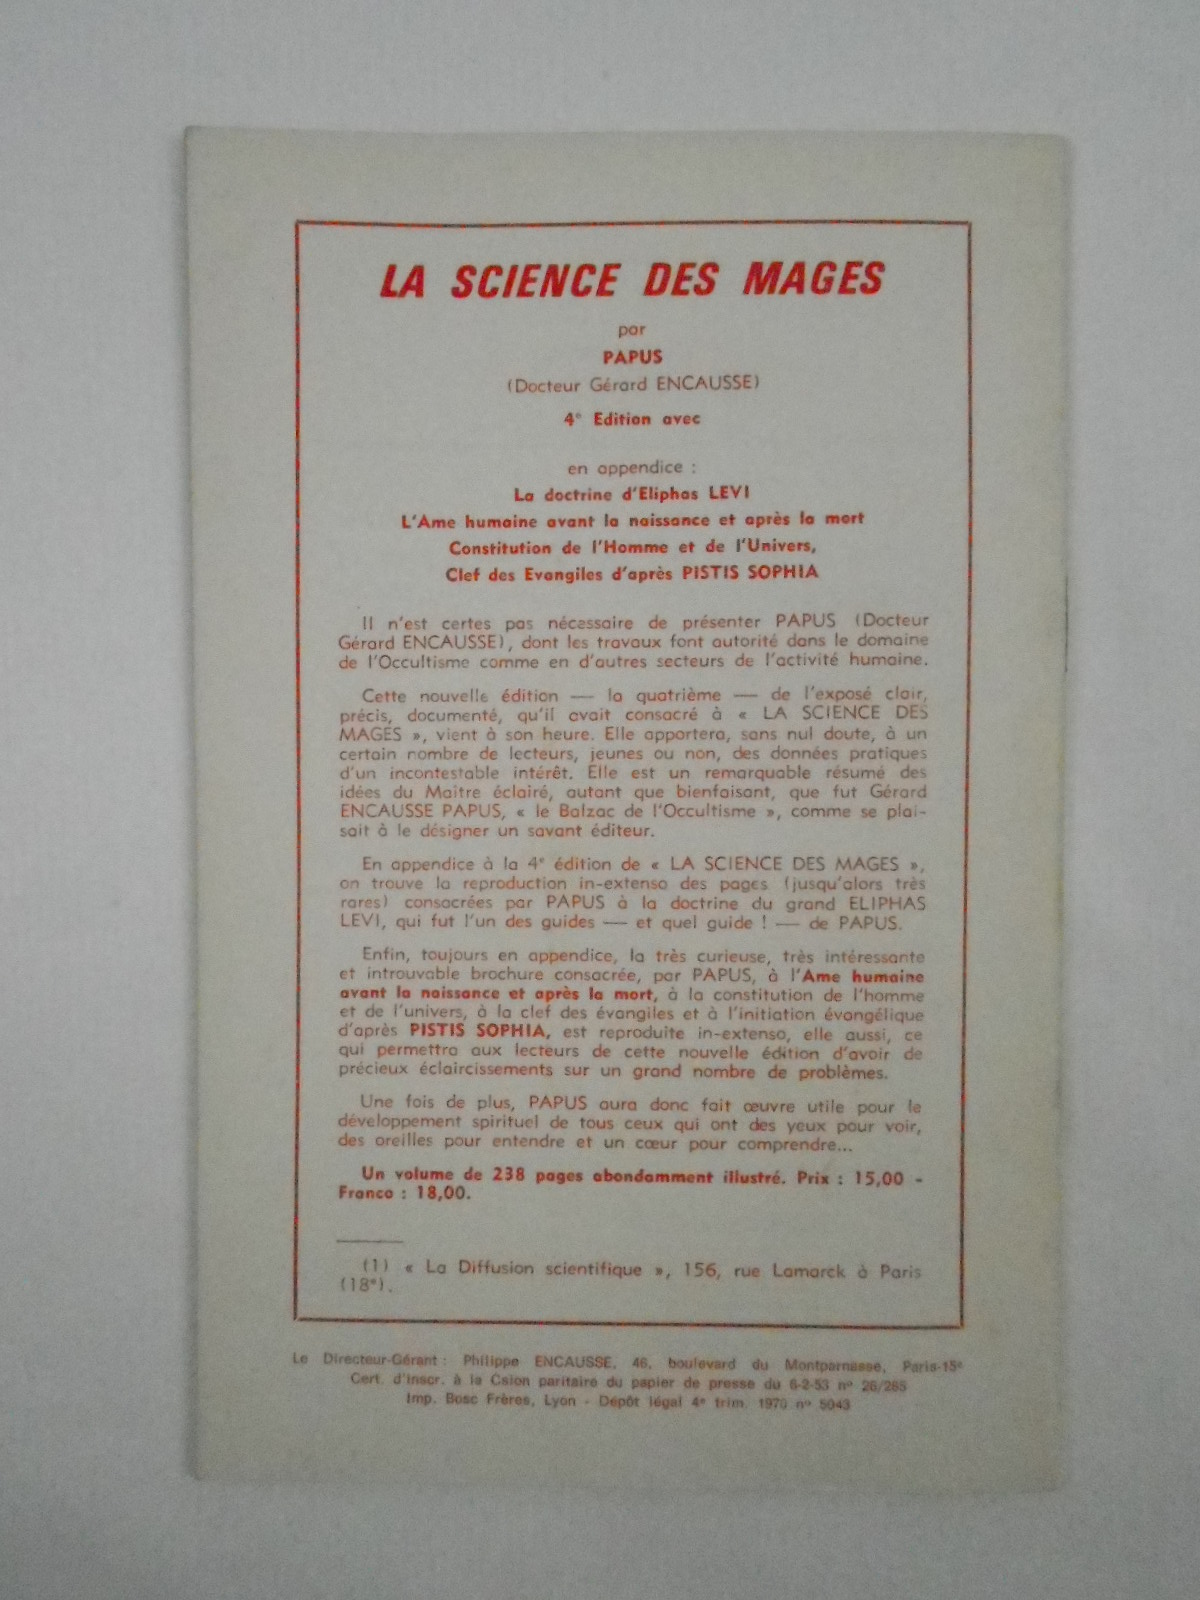 LA SCIENCE DES MAGES
par
PAPUS
(Docteur Gérard ENCAUSSE)
4e Edition avec
en appendice :
La doctrine d'Eliphas LEVI
L'Ame humaine avant la naissance et après la mort
Constitution de l'Homme et de l'Univers,
Clef des Evangiles d'après PISTIS SOPHIA
Il n'est certes pas nécessaire de présenter PAPUS (Docteur
Gérard ENCAUSSE), dont les travaux font autorité dans le domaine
de l'Occultisme comme en d'autres secteurs de l'activité humaine.
Cette nouvelle édition — la quatrième — de l'exposé clair,
précis, documenté, qu'il avait consacré à « LA SCIENCE DES
MAGES », vient à son heure. Elle apportera, sans nul doute, à un
certain nombre de lecteurs, jeunes ou non, des données pratiques
d'un incontestable intérêt. Elle est un remarquable résumé des
idées du Maître éclairé, autant que bienfaisant, que fut Gérard
ENCAUSSE PAPUS, « le Balzac de l'Occultisme », comme se plai-
sait à le désigner un savant éditeur.
En appendice à la 4e édition de « LA SCIENCE DES MAGES »,
on trouve la reproduction in-extenso des pages (jusqu'alors très
rares) consacrées par PAPUS à la doctrine du grand ELIPHAS
LEVI, qui fut l'un des guides — et quel guide ! — de PAPUS.
Enfin, toujours en appendice, la très curieuse, très intéressante
et introuvable brochure consacrée, par PAPUS, à l'Ame humaine
avant la naissance et après la mort, à la constitution de l'homme
et de l'univers, à la clef des évangiles et à l'initiation évangélique
d'après PISTIS SOPHIA, est reproduite in-extenso, elle aussi, ce
qui permettra aux lecteurs de cette nouvelle édition d'avoir de
précieux éclaircissements sur un grand nombre de problèmes.
Une fois de plus, PAPUS aura donc fait œuvre utile pour le
développement spirituel de tous ceux qui ont des yeux pour voir,
des oreilles pour entendre et un cœur pour comprendre...
Un volume de 238 pages abondamment illustré. Prix : 15,00 -
Franco : 18,00.
(1) « La Diffusion scientifique », 156, rue Lamarck à Paris
(18e).
Le Directeur-Gérant : Philippe ENCAUSSE, 46, boulevard du Montparnasse, Paris-15e
Cert. d'inscr. à la Csion paritaire du papier de presse du 6-2-53 no 26/265
Imp. Bosc Frères, Lyon - Dépôt légal 4e trim. 1970 no 5043